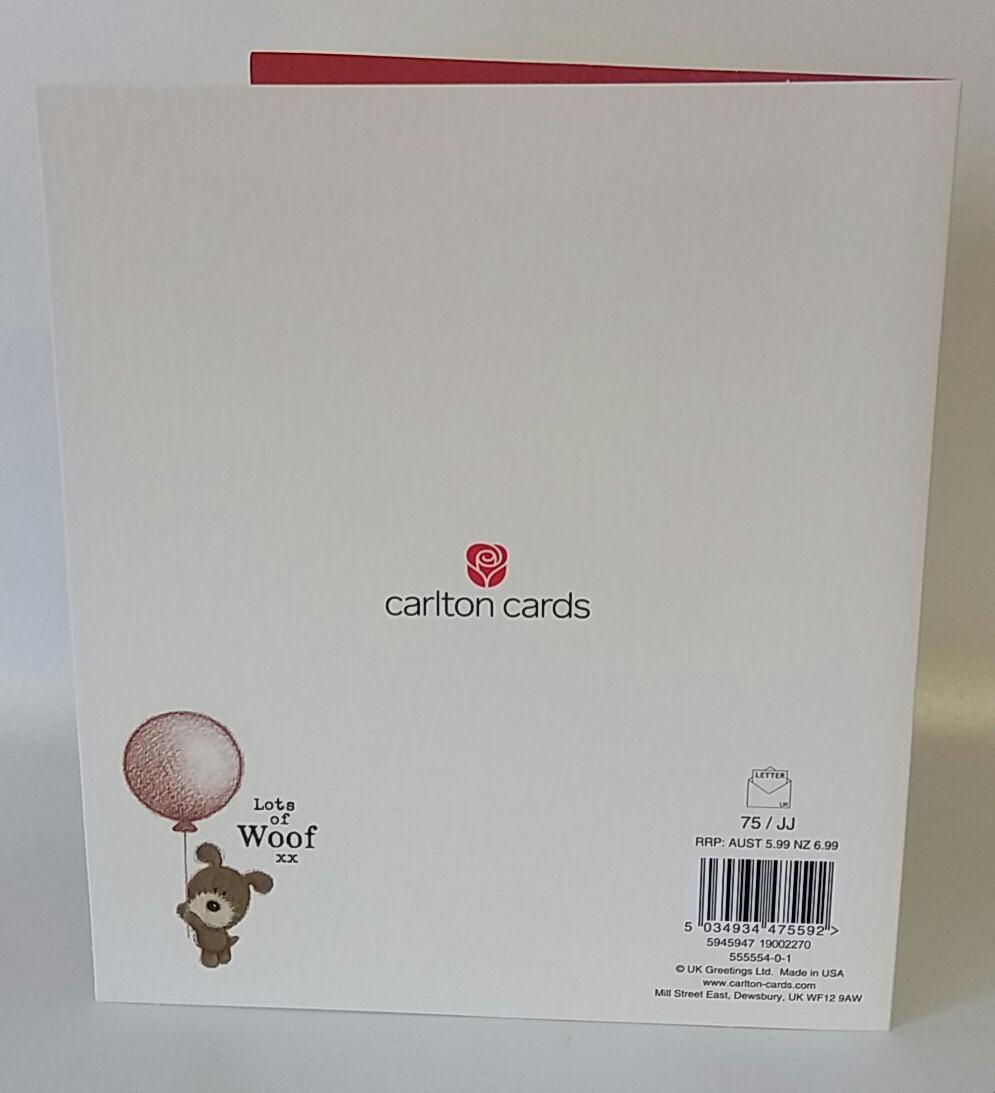 carlton cards
Lots
of
Woof
xx
LETTER
UK
75 / JJ
RRP: AUST 5.99 NZ 6.99
5 034934 475592 >
5945947 19002270
555554-0-1
© UK Greetings Ltd. Made in USA
www.carlton-cards.com
Mill Street East, Dewsbury, UK WF12 9AW